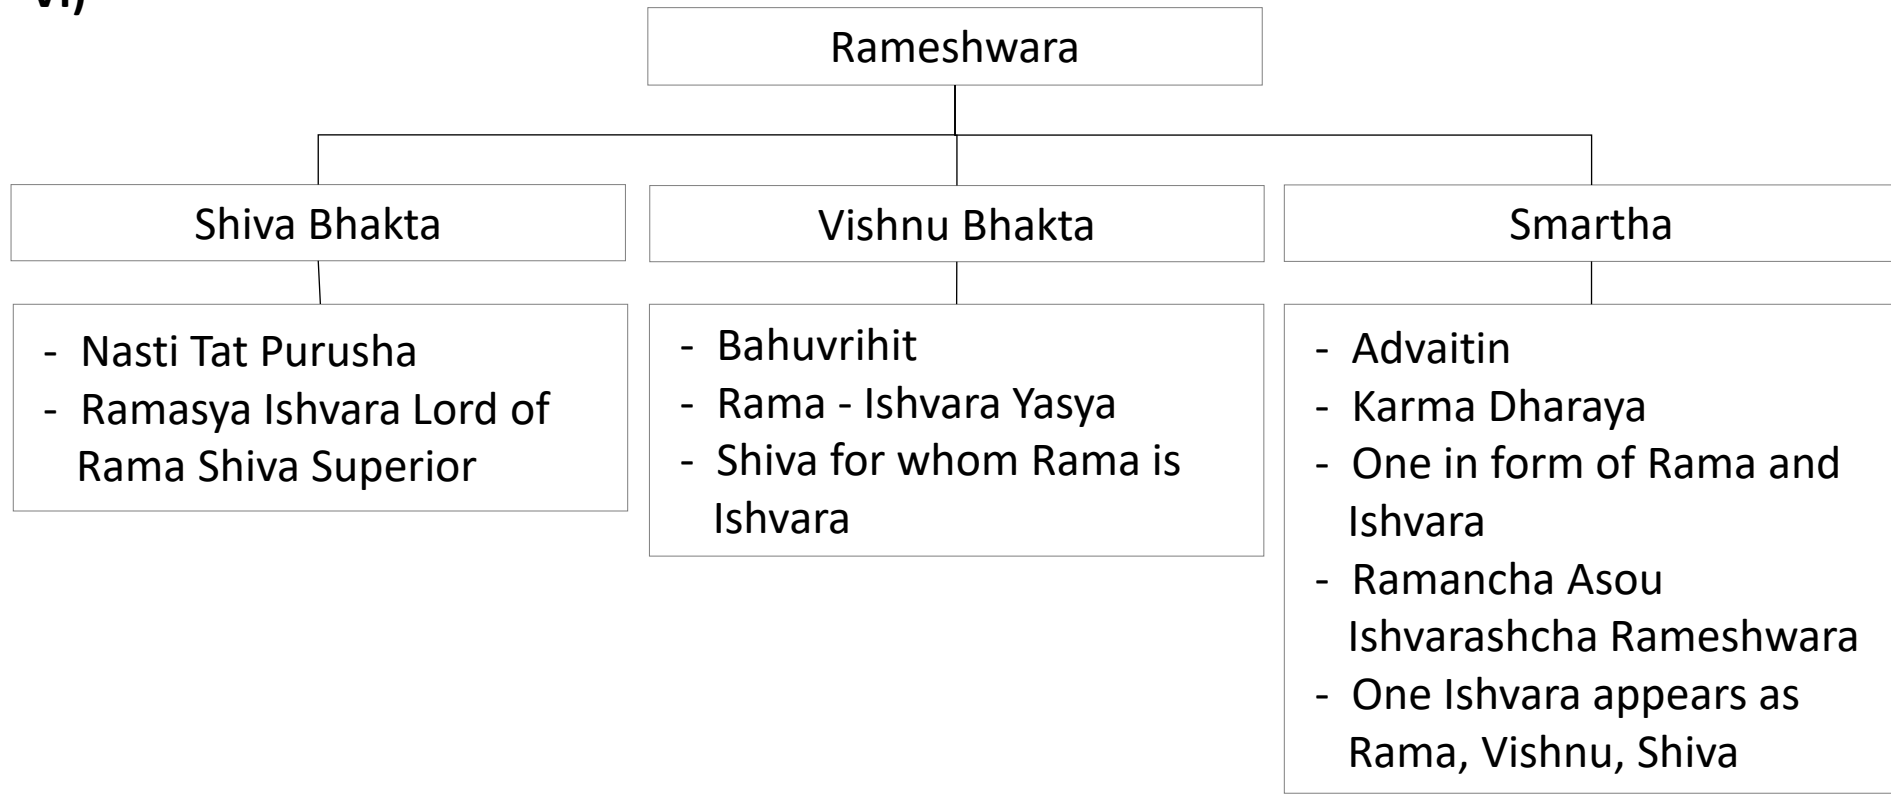 VI)
Rameshwara
Shiva Bhakta
Vishnu Bhakta
Smartha
- Nasti Tat Purusha
- Ramasya Ishvara Lord of
Rama Shiva Superior
- Bahuvrihit
- Rama - Ishvara Yasya
- Shiva for whom Rama is
Ishvara
- Advaitin
- Karma Dharaya
- One in form of Rama and
Ishvara
- Ramancha Asou
Ishvarashcha Rameshwara
- One Ishvara appears as
Rama, Vishnu, Shiva